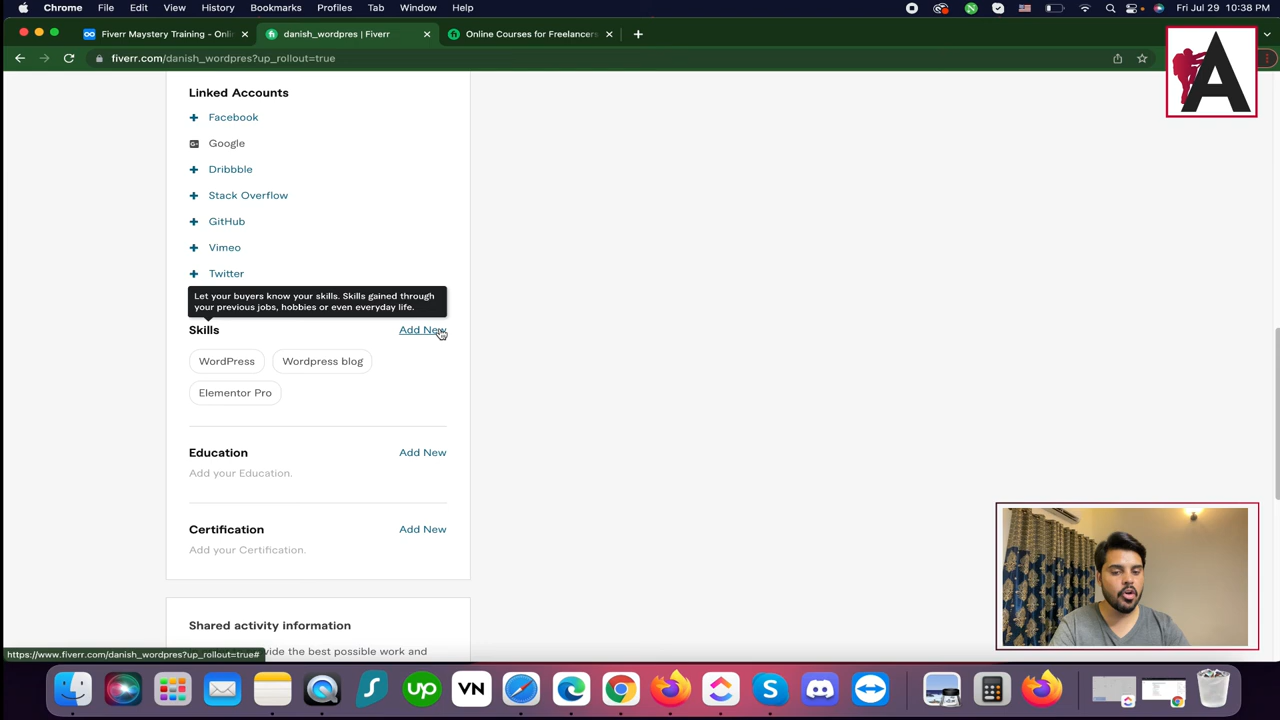 Chrome File Edit View History Bookmarks Profiles Tab Window Help Fri Jul 29 10:38 PM
Fiverr Maystery Training - Onli danish_wordpres | Fiverr Online Courses for Freelancers
fiverr.com/danish_wordpres?up_rollout=true
A
Linked Accounts
Facebook
Google
Dribbble
Stack Overflow
GitHub
Vimeo
Twitter
Let your buyers know your skills. Skills gained through
your previous jobs, hobbies or even everyday life.
Skills Add New
WordPress Wordpress blog
Elementor Pro
Education Add New
Add your Education.
Certification Add New
Add your Certification.
Shared activity information
vide the best possible work and
https://www.fiverr.com/danish_wordpres?up_rollout=true#
up VN